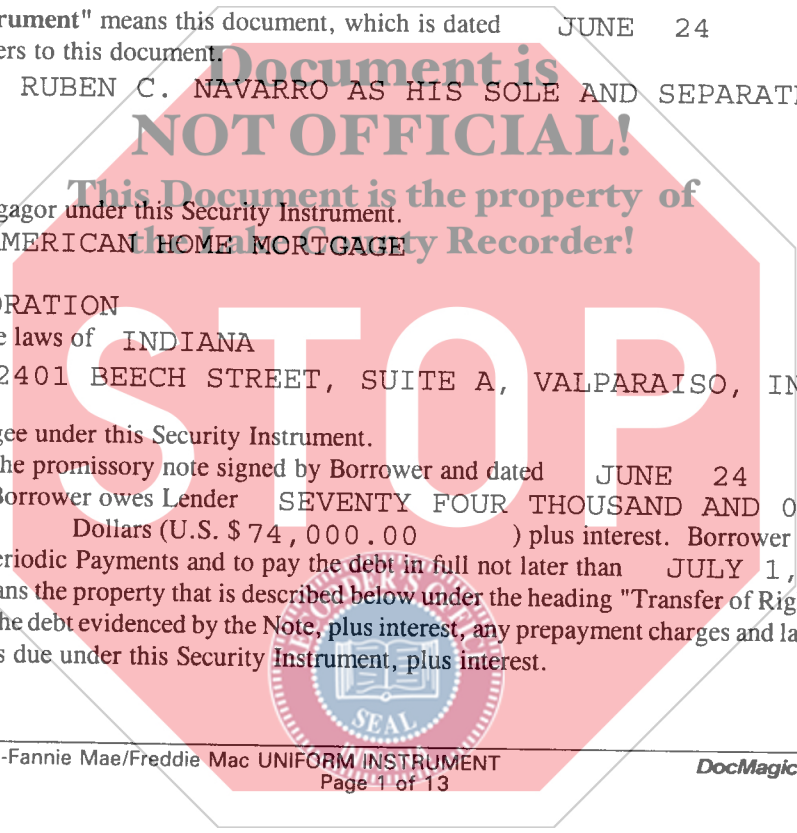 rument" means this document, which is dated JUNE 24
ers to this document.
Document is
RUBEN C. NAVARRO AS HIS SOLE AND SEPARAT
NOT OFFICIAL!
This Document is the property of
gagor under this Security Instrument.
the Lake County Recorder!
MERICAN HOME MORTGAGE
ORATION
e laws of INDIANA
STOP
2401 BEECH STREET, SUITE A, VALPARAISO, IN
gee under this Security Instrument.
he promissory note signed by Borrower and dated JUNE 24
Borrower owes Lender SEVENTY FOUR THOUSAND AND 0
Dollars (U.S. $ 74,000.00 ) plus interest. Borrower
eriodic Payments and to pay the debt in full not later than JULY 1,
ans the property that is described below under the heading "Transfer of Rig
he debt evidenced by the Note, plus interest, any prepayment charges and la
s due under this Security Instrument, plus interest.
SEAL
INDIANA
-Fannie Mae/Freddie Mac UNIFORM INSTRUMENT
DocMagic
Page 1 of 13